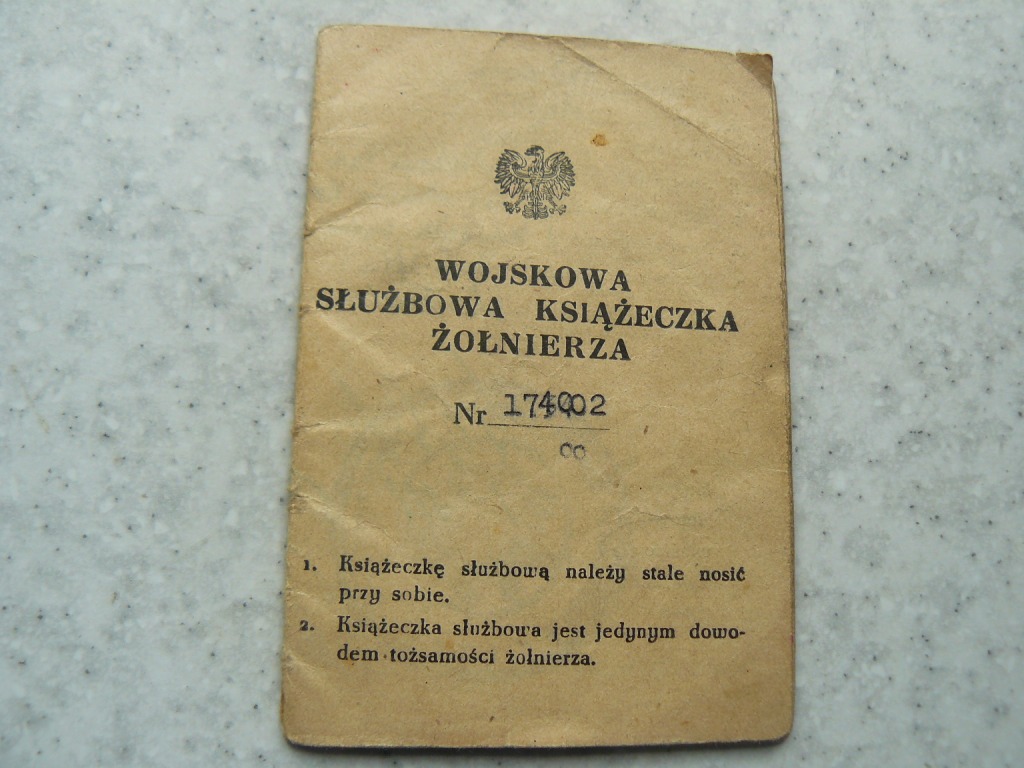 WOJSKOWA
SŁUŻBOWA KSIĄŻECZKA
ŻOŁNIERZA
Nr
1. Książeczkę służbową należy stale nosić
przy sobie.
2. Książeczka służbowa jest jedynym dowo-
dem tożsamości żołnierza.